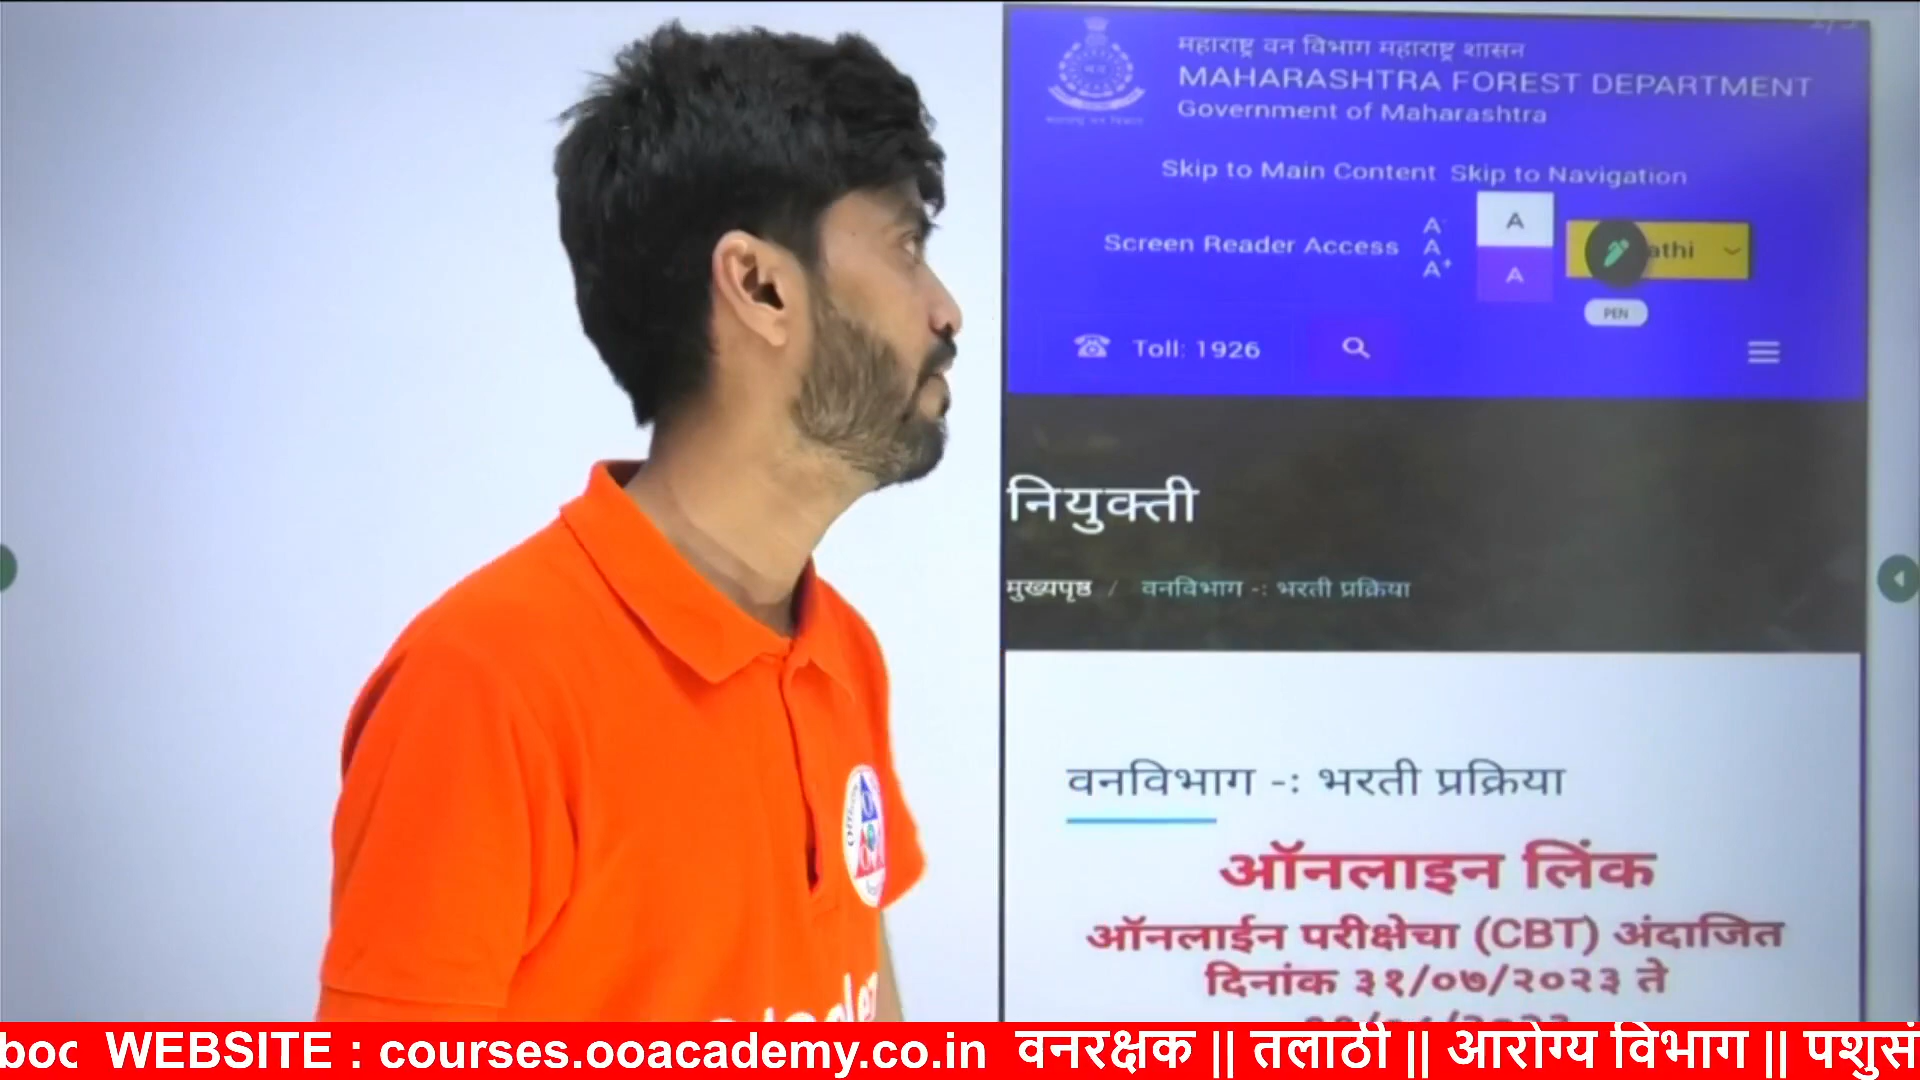 महाराष्ट्र वन विभाग महाराष्ट्र शासन
MAHARASHTRA FOREST DEPARTMENT
Government of Maharashtra
Skip to Main Content Skip to Navigation
Screen Reader Access
A-
A
A+
A
A
athi
PEN
Toll: 1926
नियुक्ती
मुख्यपृष्ठ / वनविभाग -: भरती प्रक्रिया
वनविभाग -: भरती प्रक्रिया
ऑनलाइन लिंक
ऑनलाईन परीक्षेचा (CBT) अंदाजित
दिनांक ३१/०७/२०२३ ते
WEBSITE : courses.ooacademy.co.in वनरक्षक || तलाठी || आरोग्य विभाग || पशुसं